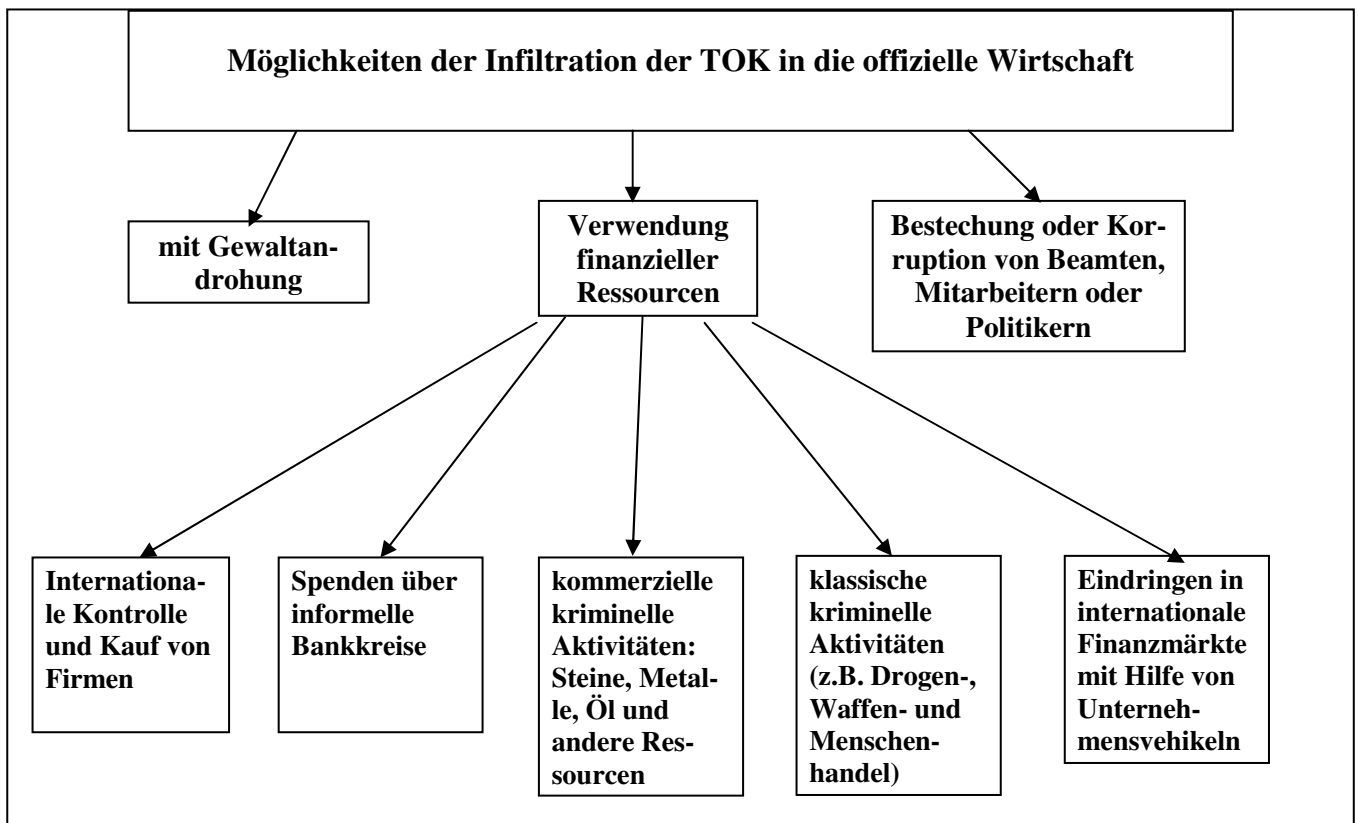 Möglichkeiten der Infiltration der TOK in die offizielle Wirtschaft
mit Gewaltan-
drohung
Verwendung
finanzieller
Ressourcen
Bestechung oder Kor-
ruption von Beamten,
Mitarbeitern oder
Politikern
Internationa-
le Kontrolle
und Kauf von
Firmen
Spenden über
informelle
Bankkreise
kommerzielle
kriminelle
Aktivitäten:
Steine, Metal-
le, Öl und
andere Res-
sourcen
klassische
kriminelle
Aktivitäten
(z.B. Drogen-,
Waffen- und
Menschen-
handel)
Eindringen in
internationale
Finanzmärkte
mit Hilfe von
Unterneh-
mensvehikeln